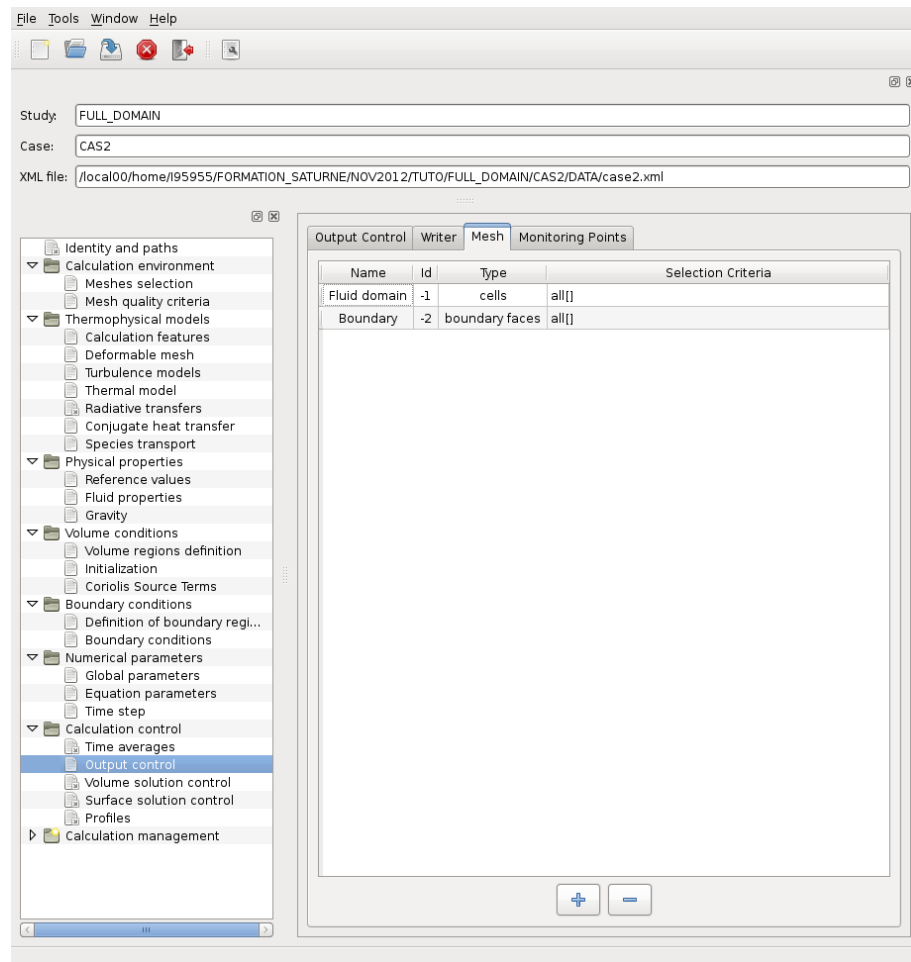 File Tools Window Help
Study: FULL_DOMAIN
Case: CAS2
XML file: /local00/home/I95955/FORMATION_SATURNE/NOV2012/TUTO/FULL_DOMAIN/CAS2/DATA/case2.xml
Identity and paths
Calculation environment
Meshes selection
Mesh quality criteria
Thermophysical models
Calculation features
Deformable mesh
Turbulence models
Thermal model
Radiative transfers
Conjugate heat transfer
Species transport
Physical properties
Reference values
Fluid properties
Gravity
Volume conditions
Volume regions definition
Initialization
Coriolis Source Terms
Boundary conditions
Definition of boundary regi...
Boundary conditions
Numerical parameters
Global parameters
Equation parameters
Time step
Calculation control
Time averages
Output control
Volume solution control
Surface solution control
Profiles
Calculation management
Output Control Writer Mesh Monitoring Points
Name Id Type Selection Criteria
Fluid domain -1 cells all[]
Boundary -2 boundary faces all[]